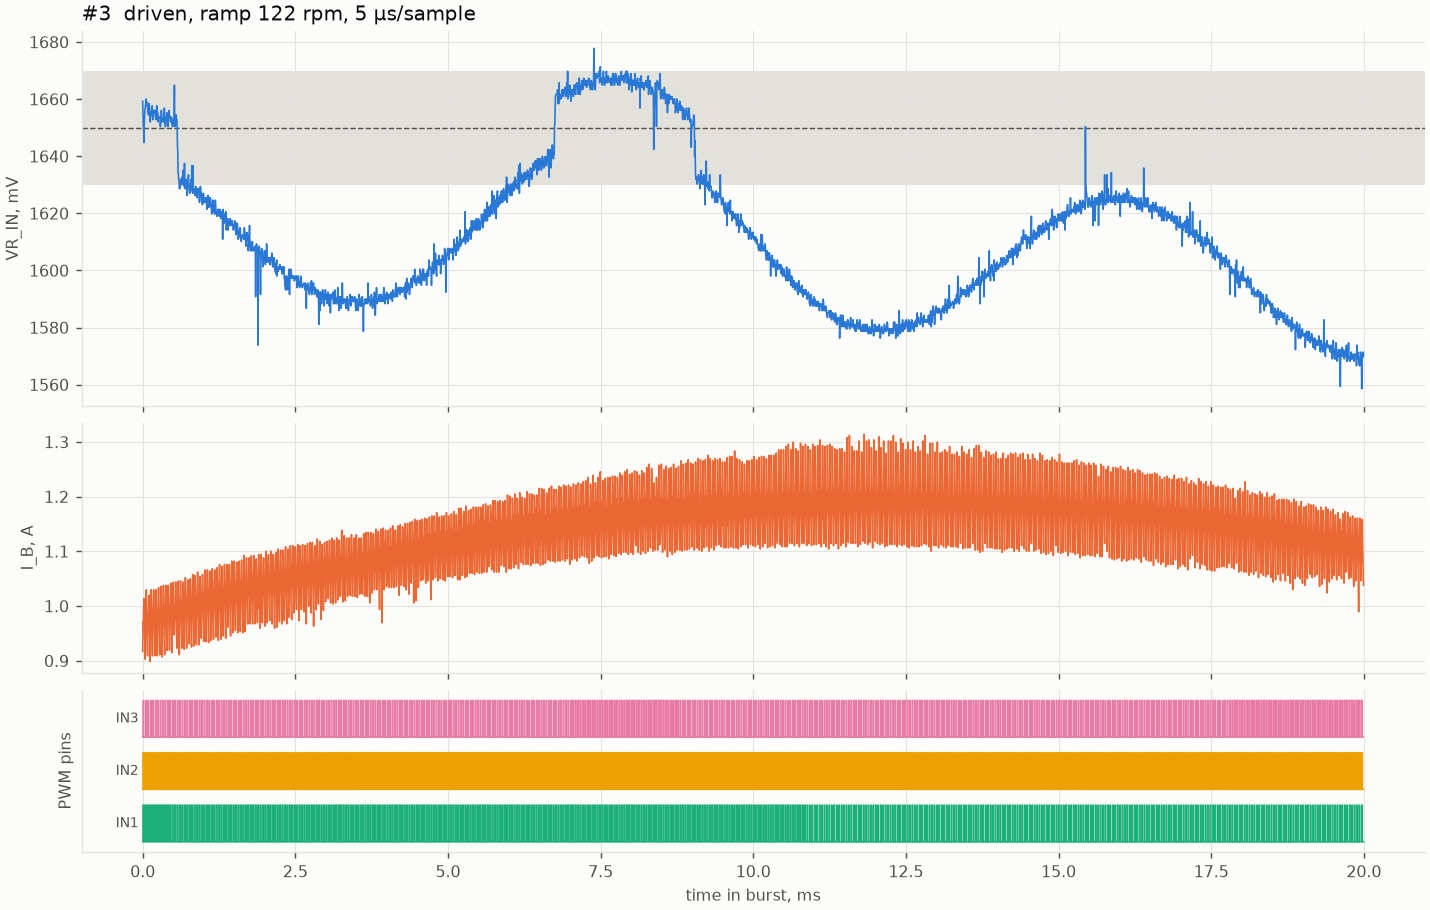 #3 driven, ramp 122 rpm, 5 µs/sample
1680
1660
1640
1620
1600
1580
1560
VR_IN, mV
1.3
1.2
1.1
1.0
0.9
I_B, A
IN3
IN2
IN1
PWM pins
0.0 2.5 5.0 7.5 10.0 12.5 15.0 17.5 20.0
time in burst, ms